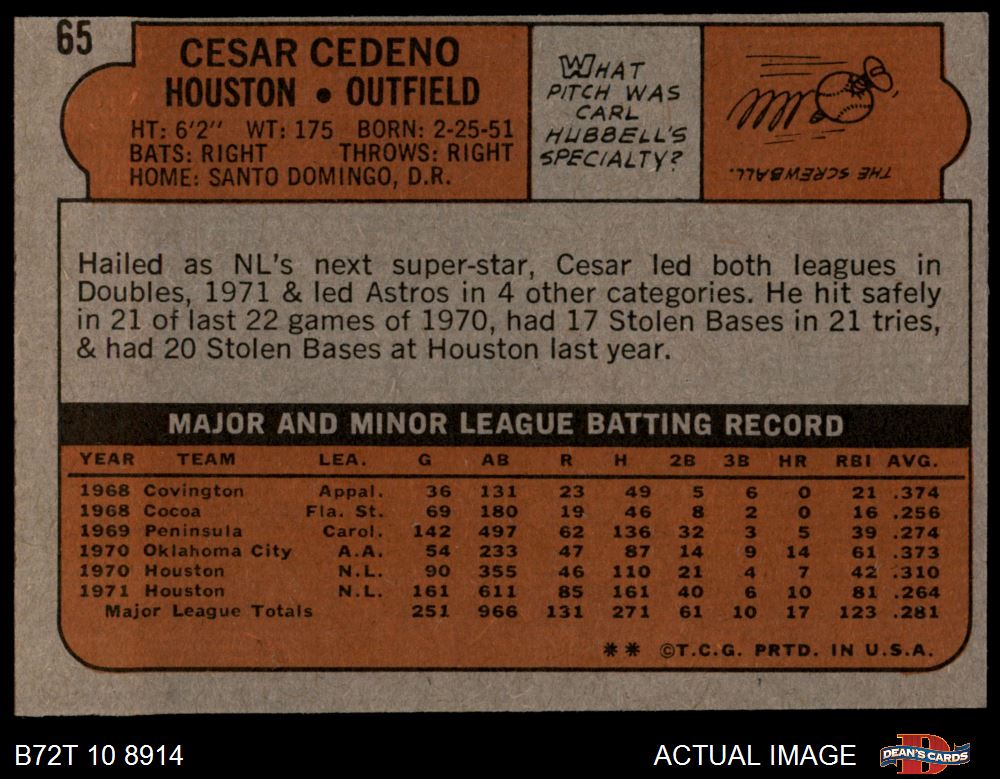 65
CESAR CEDENO
HOUSTON • OUTFIELD
HT: 6'2" WT: 175 BORN: 2-25-51
BATS: RIGHT THROWS: RIGHT
HOME: SANTO DOMINGO, D.R.
WHAT
PITCH WAS
CARL
HUBBELL'S
SPECIALTY?
THE SCREWBALL.
Hailed as NL's next super-star, Cesar led both leagues in
Doubles, 1971 & led Astros in 4 other categories. He hit safely
in 21 of last 22 games of 1970, had 17 Stolen Bases in 21 tries,
& had 20 Stolen Bases at Houston last year.
MAJOR AND MINOR LEAGUE BATTING RECORD
YEAR TEAM LEA. G AB R H 2B 3B HR RBI AVG.
1968 Covington Appal. 36 131 23 49 5 6 0 21 .374
1968 Cocoa Fla. St. 69 180 19 46 8 2 0 16 .256
1969 Peninsula Carol. 142 497 62 136 32 3 5 39 .274
1970 Oklahoma City A.A. 54 233 47 87 14 9 14 61 .373
1970 Houston N.L. 90 355 46 110 21 4 7 42 .310
1971 Houston N.L. 161 611 85 161 40 6 10 81 .264
Major League Totals 251 966 131 271 61 10 17 123 .281
** ©T.C.G. PRTD. IN U.S.A.
B72T 10 8914
ACTUAL IMAGE
DEAN'S CARDS